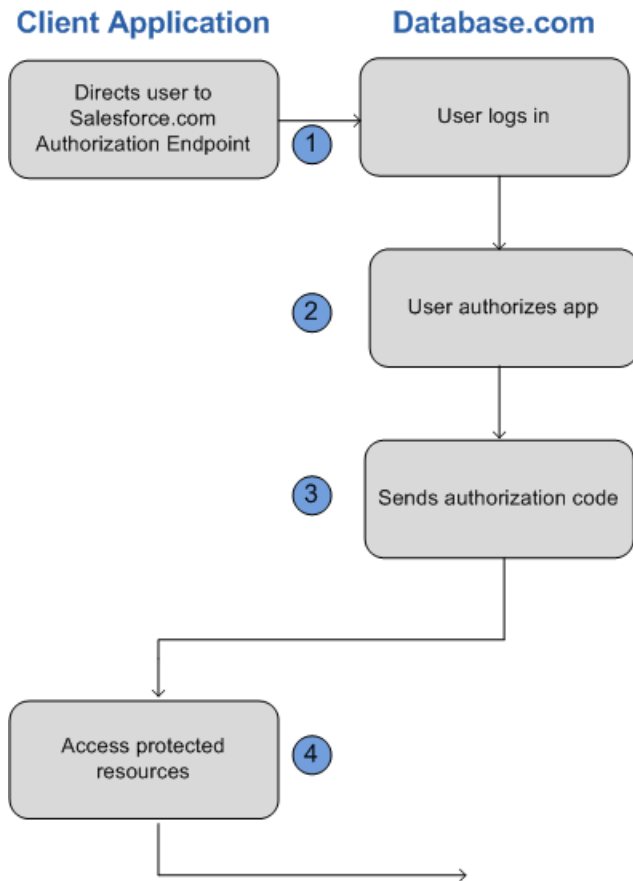 Client Application
Database.com
Directs user to
Salesforce.com
Authorization Endpoint
1
User logs in
2
User authorizes app
3
Sends authorization code
Access protected
resources
4